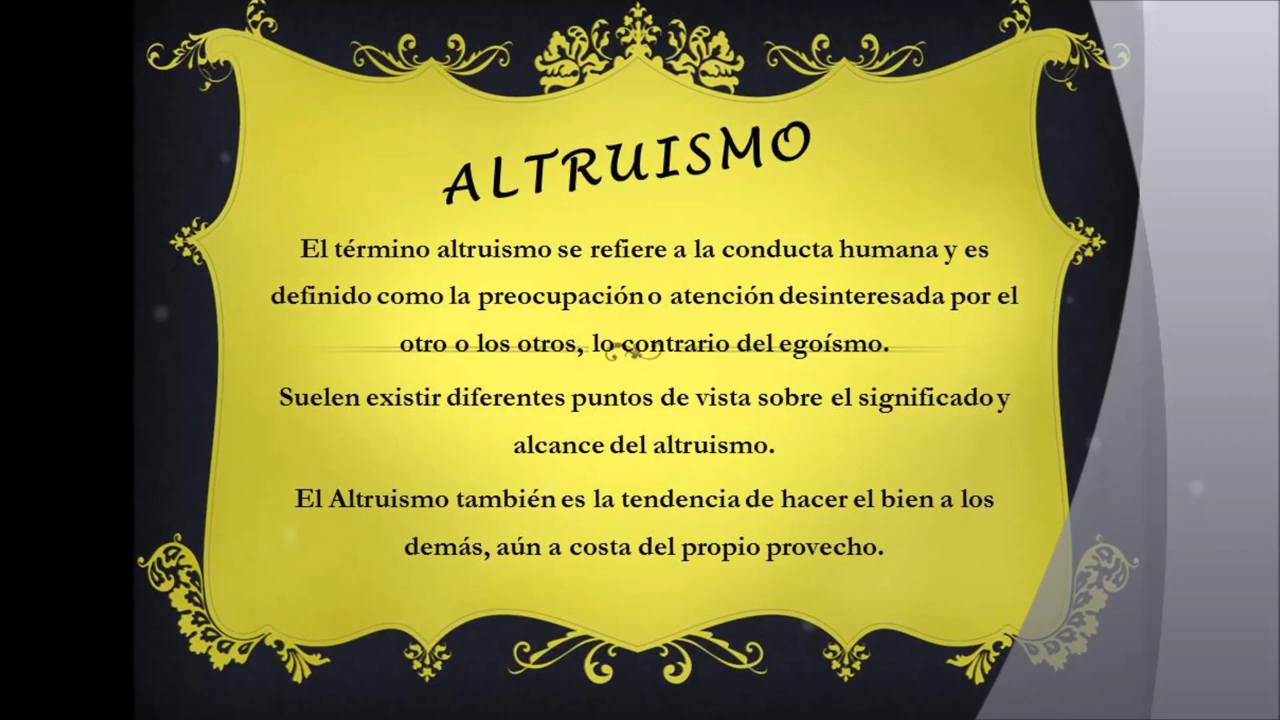 ALTRUISMO
El término altruismo se refiere a la conducta humana y es
definido como la preocupación o atención desinteresada por el
otro o los otros, lo contrario del egoísmo.
Suelen existir diferentes puntos de vista sobre el significado y
alcance del altruismo.
El Altruismo también es la tendencia de hacer el bien a los
demás, aún a costa del propio provecho.